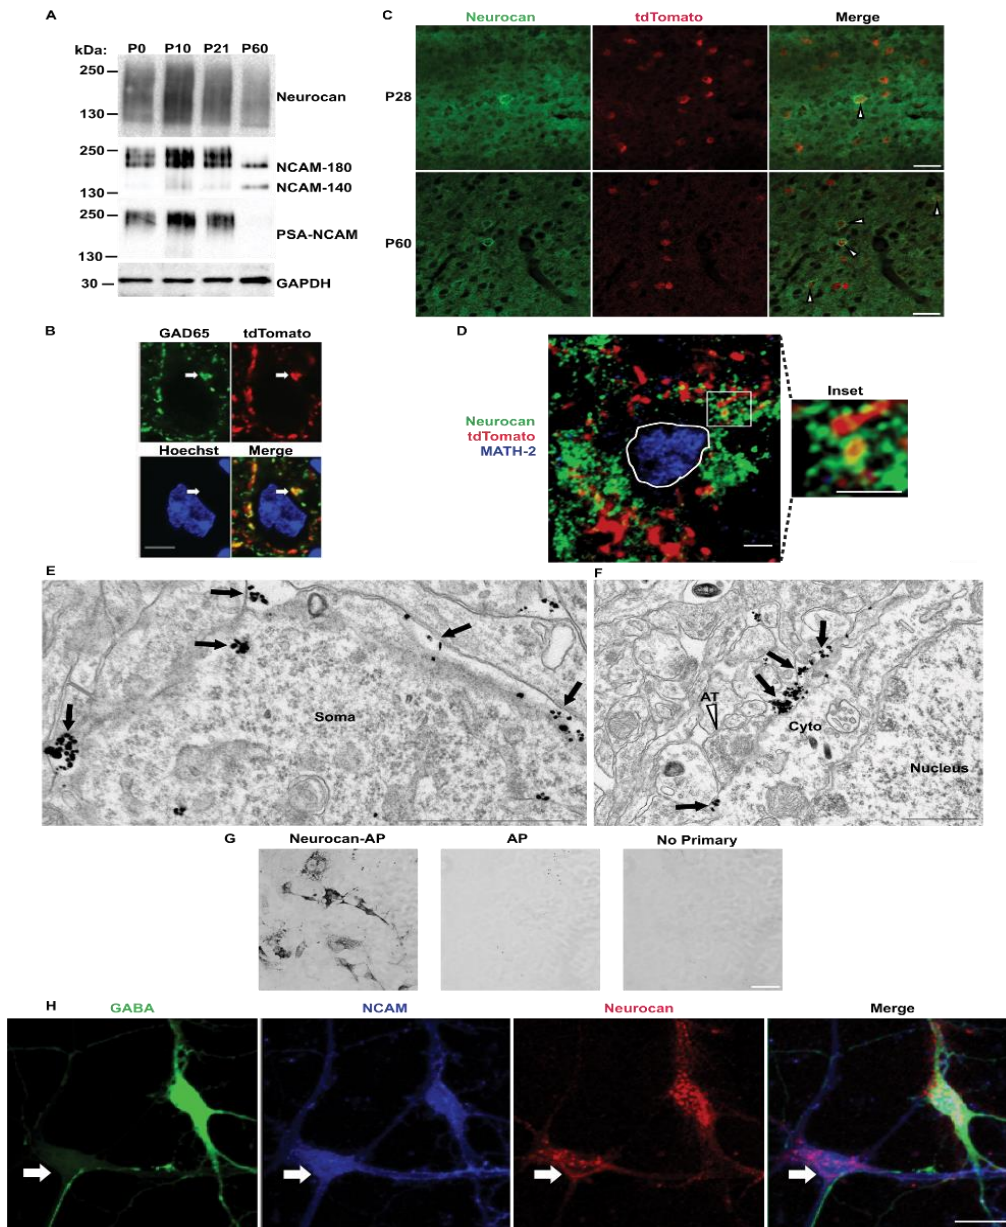 A
kDa: P0 P10 P21 P60
250
130
Neurocan
250
130
NCAM-180
NCAM-140
250
130
PSA-NCAM
30
GAPDH
B
GAD65 tdTomato
Hoechst Merge
C
Neurocan tdTomato Merge
P28
P60
D
Neurocan
tdTomato
MATH-2
Inset
E
Soma
F
AT
Cyto
Nucleus
G
Neurocan-AP AP No Primary
H
GABA NCAM Neurocan Merge